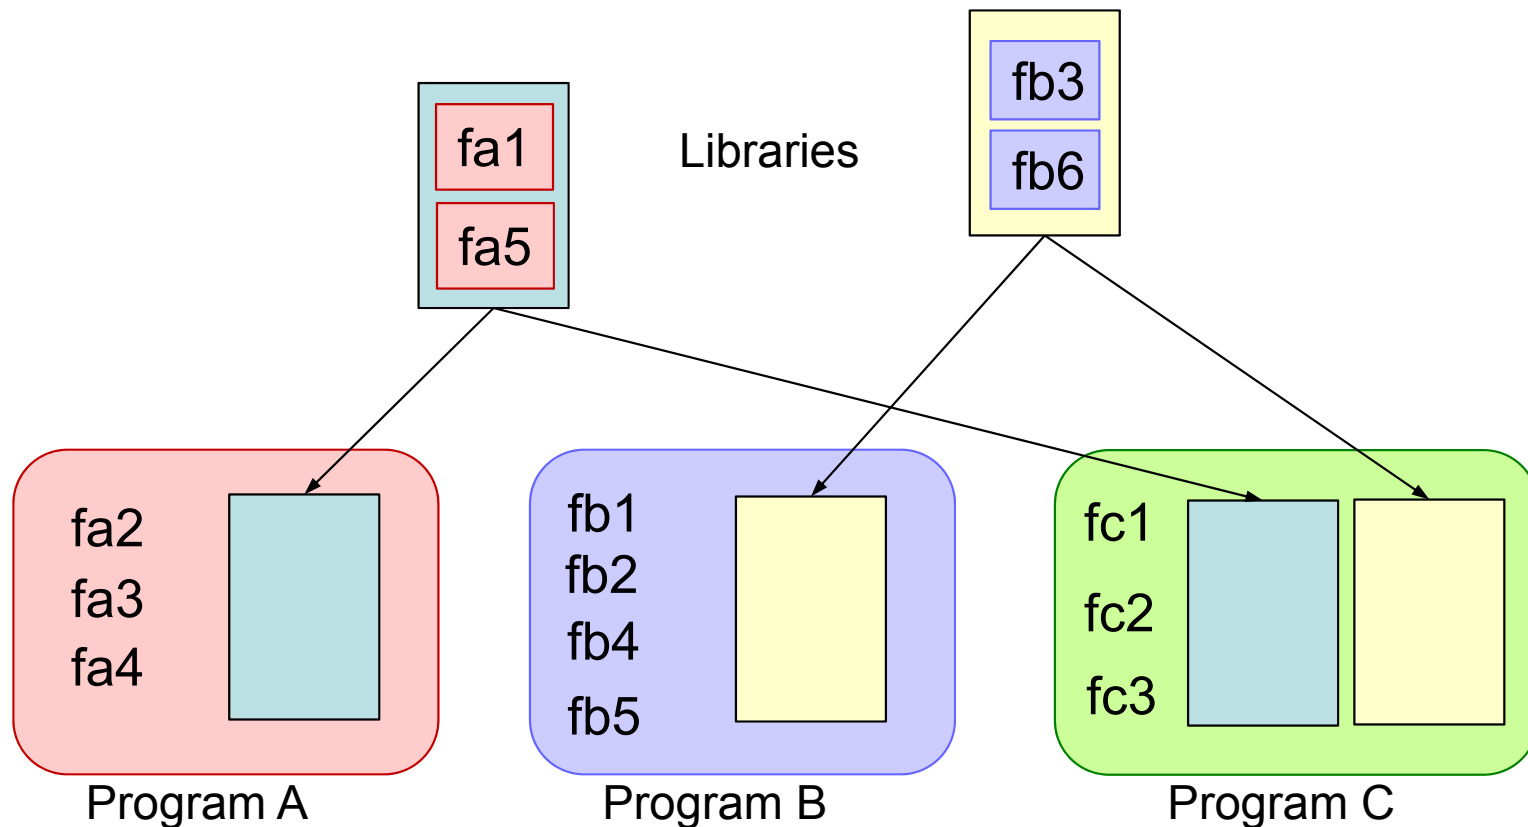 fb3
fb6
fa1
fa5
Libraries
fa2
fa3
fa4
Program A
fb1
fb2
fb4
fb5
Program B
fc1
fc2
fc3
Program C